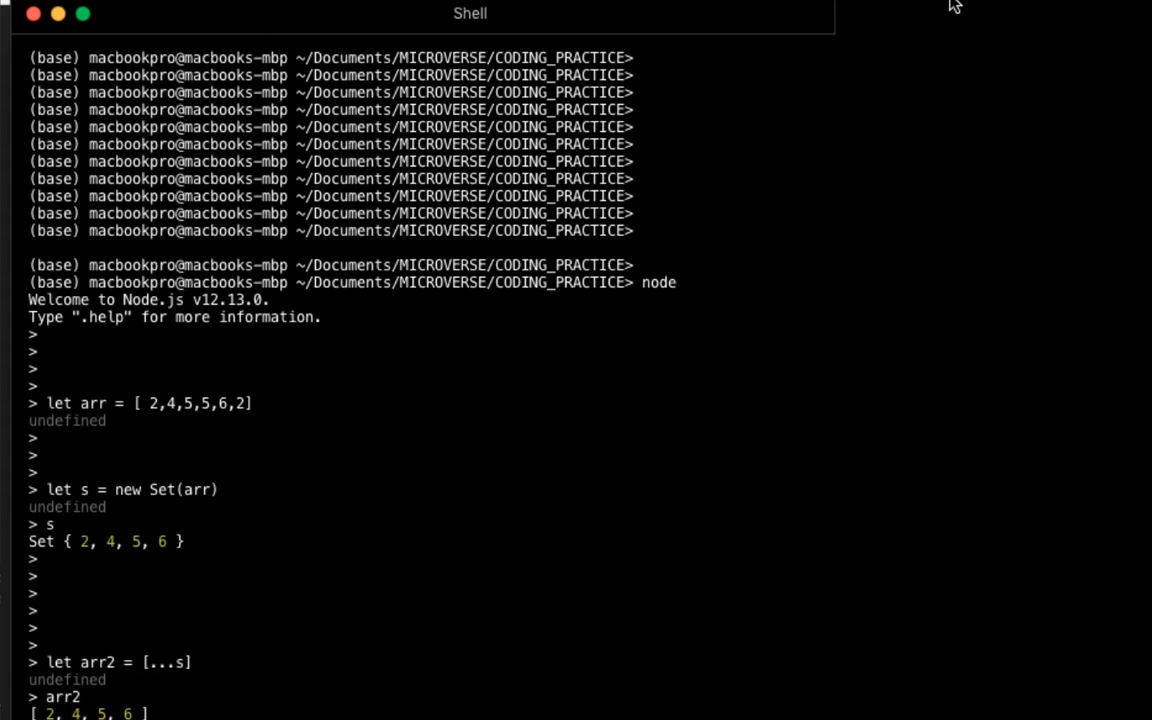 Shell
(base) macbookpro@macbooks-mbp ~/Documents/MICROVERSE/CODING_PRACTICE>
(base) macbookpro@macbooks-mbp ~/Documents/MICROVERSE/CODING_PRACTICE>
(base) macbookpro@macbooks-mbp ~/Documents/MICROVERSE/CODING_PRACTICE>
(base) macbookpro@macbooks-mbp ~/Documents/MICROVERSE/CODING_PRACTICE>
(base) macbookpro@macbooks-mbp ~/Documents/MICROVERSE/CODING_PRACTICE>
(base) macbookpro@macbooks-mbp ~/Documents/MICROVERSE/CODING_PRACTICE>
(base) macbookpro@macbooks-mbp ~/Documents/MICROVERSE/CODING_PRACTICE>
(base) macbookpro@macbooks-mbp ~/Documents/MICROVERSE/CODING_PRACTICE>
(base) macbookpro@macbooks-mbp ~/Documents/MICROVERSE/CODING_PRACTICE>
(base) macbookpro@macbooks-mbp ~/Documents/MICROVERSE/CODING_PRACTICE>
(base) macbookpro@macbooks-mbp ~/Documents/MICROVERSE/CODING_PRACTICE>
(base) macbookpro@macbooks-mbp ~/Documents/MICROVERSE/CODING_PRACTICE>
(base) macbookpro@macbooks-mbp ~/Documents/MICROVERSE/CODING_PRACTICE> node
Welcome to Node.js v12.13.0.
Type ".help" for more information.
>
>
>
>
> let arr = [ 2,4,5,5,6,2]
undefined
>
>
>
> let s = new Set(arr)
undefined
> s
Set { 2, 4, 5, 6 }
>
>
>
>
>
>
> let arr2 = [...s]
undefined
> arr2
[ 2, 4, 5, 6 ]